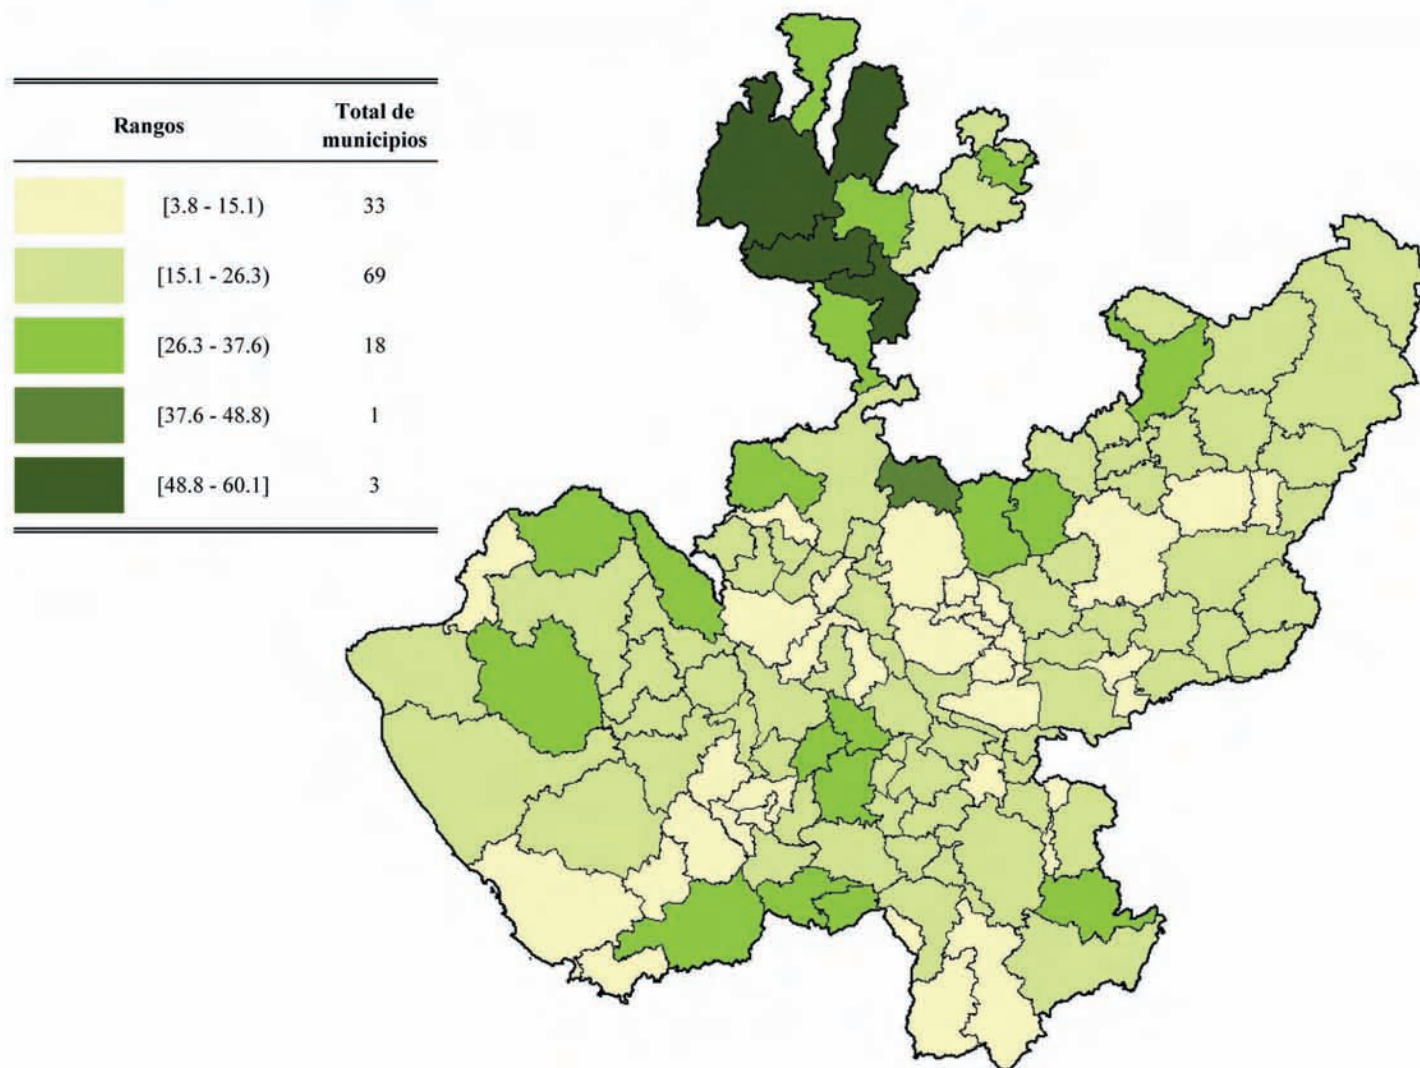 Rangos Total de
municipios
[3.8 - 15.1) 33
[15.1 - 26.3) 69
[26.3 - 37.6) 18
[37.6 - 48.8) 1
[48.8 - 60.1] 3